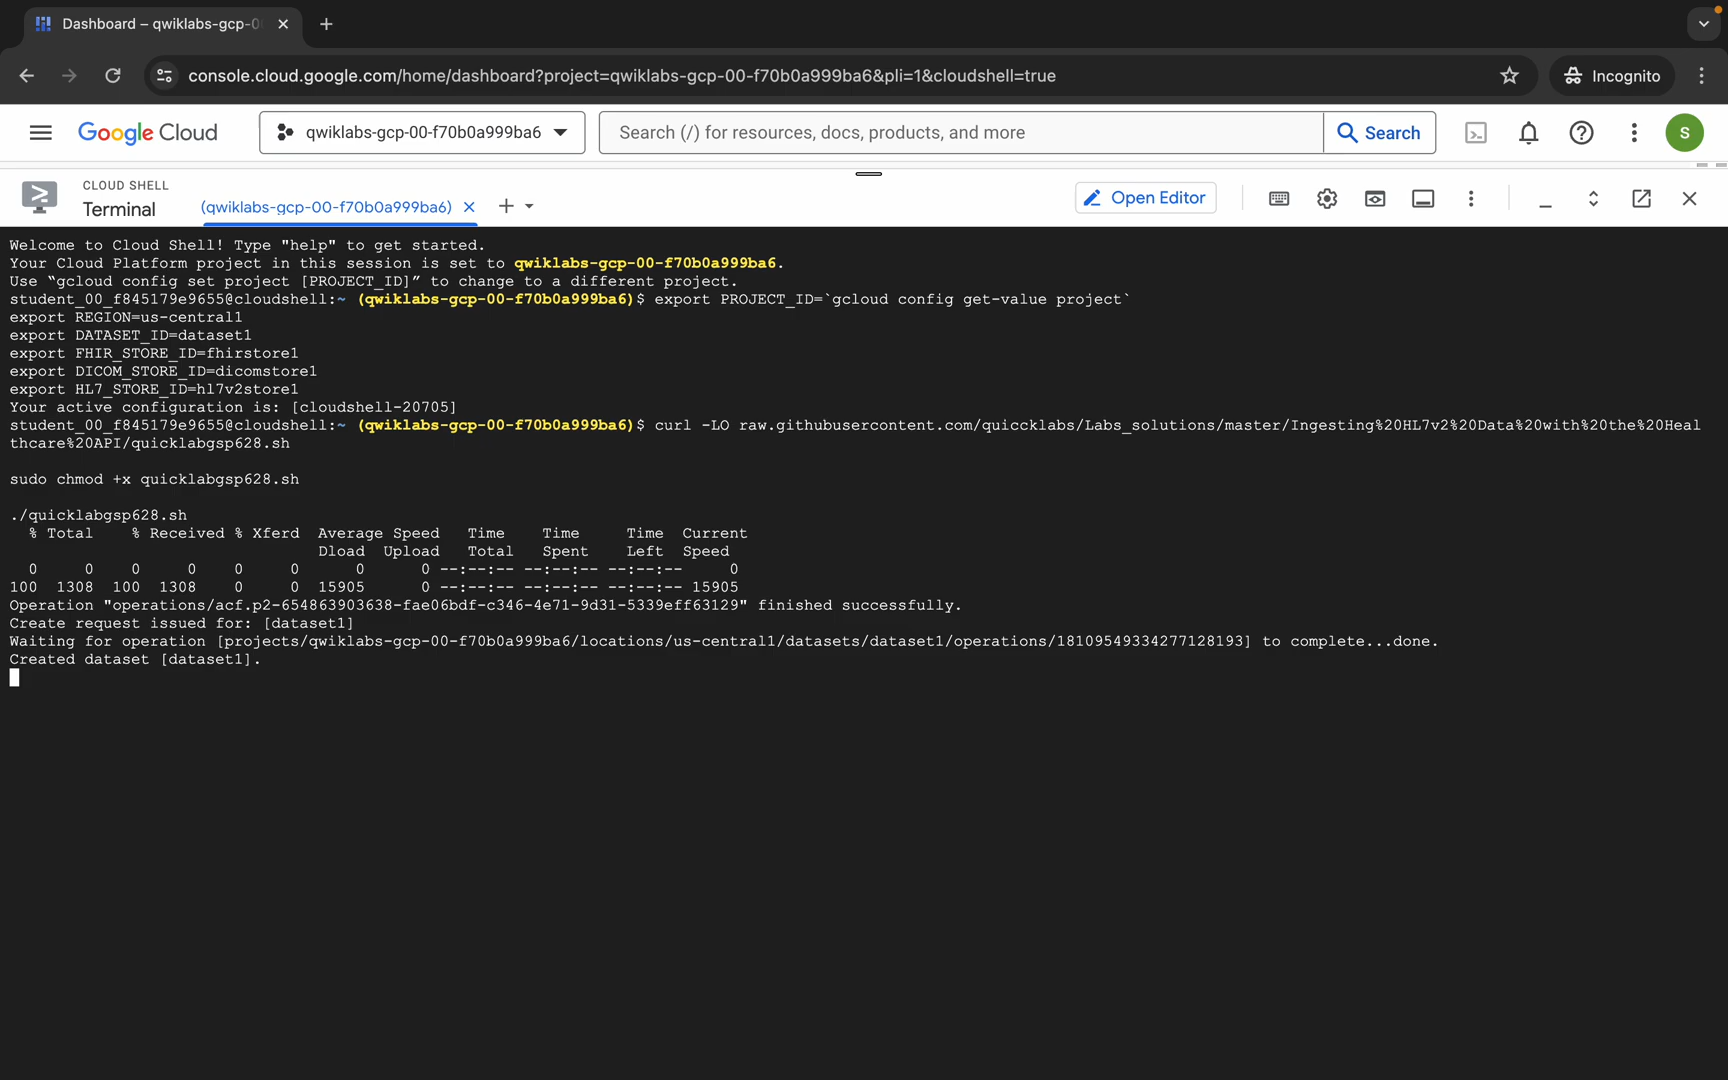 Dashboard – qwiklabs-gcp-0
console.cloud.google.com/home/dashboard?project=qwiklabs-gcp-00-f70b0a999ba6&pli=1&cloudshell=true
Incognito
Google Cloud
qwiklabs-gcp-00-f70b0a999ba6
Search (/) for resources, docs, products, and more
Search
S
CLOUD SHELL
Terminal
(qwiklabs-gcp-00-f70b0a999ba6)
Open Editor
Welcome to Cloud Shell! Type "help" to get started.
Your Cloud Platform project in this session is set to qwiklabs-gcp-00-f70b0a999ba6.
Use “gcloud config set project [PROJECT_ID]” to change to a different project.
student_00_f845179e9655@cloudshell:~ (qwiklabs-gcp-00-f70b0a999ba6)$ export PROJECT_ID=`gcloud config get-value project`
export REGION=us-central1
export DATASET_ID=dataset1
export FHIR_STORE_ID=fhirstore1
export DICOM_STORE_ID=dicomstore1
export HL7_STORE_ID=hl7v2store1
Your active configuration is: [cloudshell-20705]
student_00_f845179e9655@cloudshell:~ (qwiklabs-gcp-00-f70b0a999ba6)$ curl -LO raw.githubusercontent.com/quiccklabs/Labs_solutions/master/Ingesting%20HL7v2%20Data%20with%20the%20Heal
thcare%20API/quicklabgsp628.sh
sudo chmod +x quicklabgsp628.sh
./quicklabgsp628.sh
% Total % Received % Xferd Average Speed Time Time Time Current
Dload Upload Total Spent Left Speed
0 0 0 0 0 0 0 0 --:--:-- --:--:-- --:--:-- 0
100 1308 100 1308 0 0 15905 0 --:--:-- --:--:-- --:--:-- 15905
Operation "operations/acf.p2-654863903638-fae06bdf-c346-4e71-9d31-5339eff63129" finished successfully.
Create request issued for: [dataset1]
Waiting for operation [projects/qwiklabs-gcp-00-f70b0a999ba6/locations/us-central1/datasets/dataset1/operations/18109549334277128193] to complete...done.
Created dataset [dataset1].